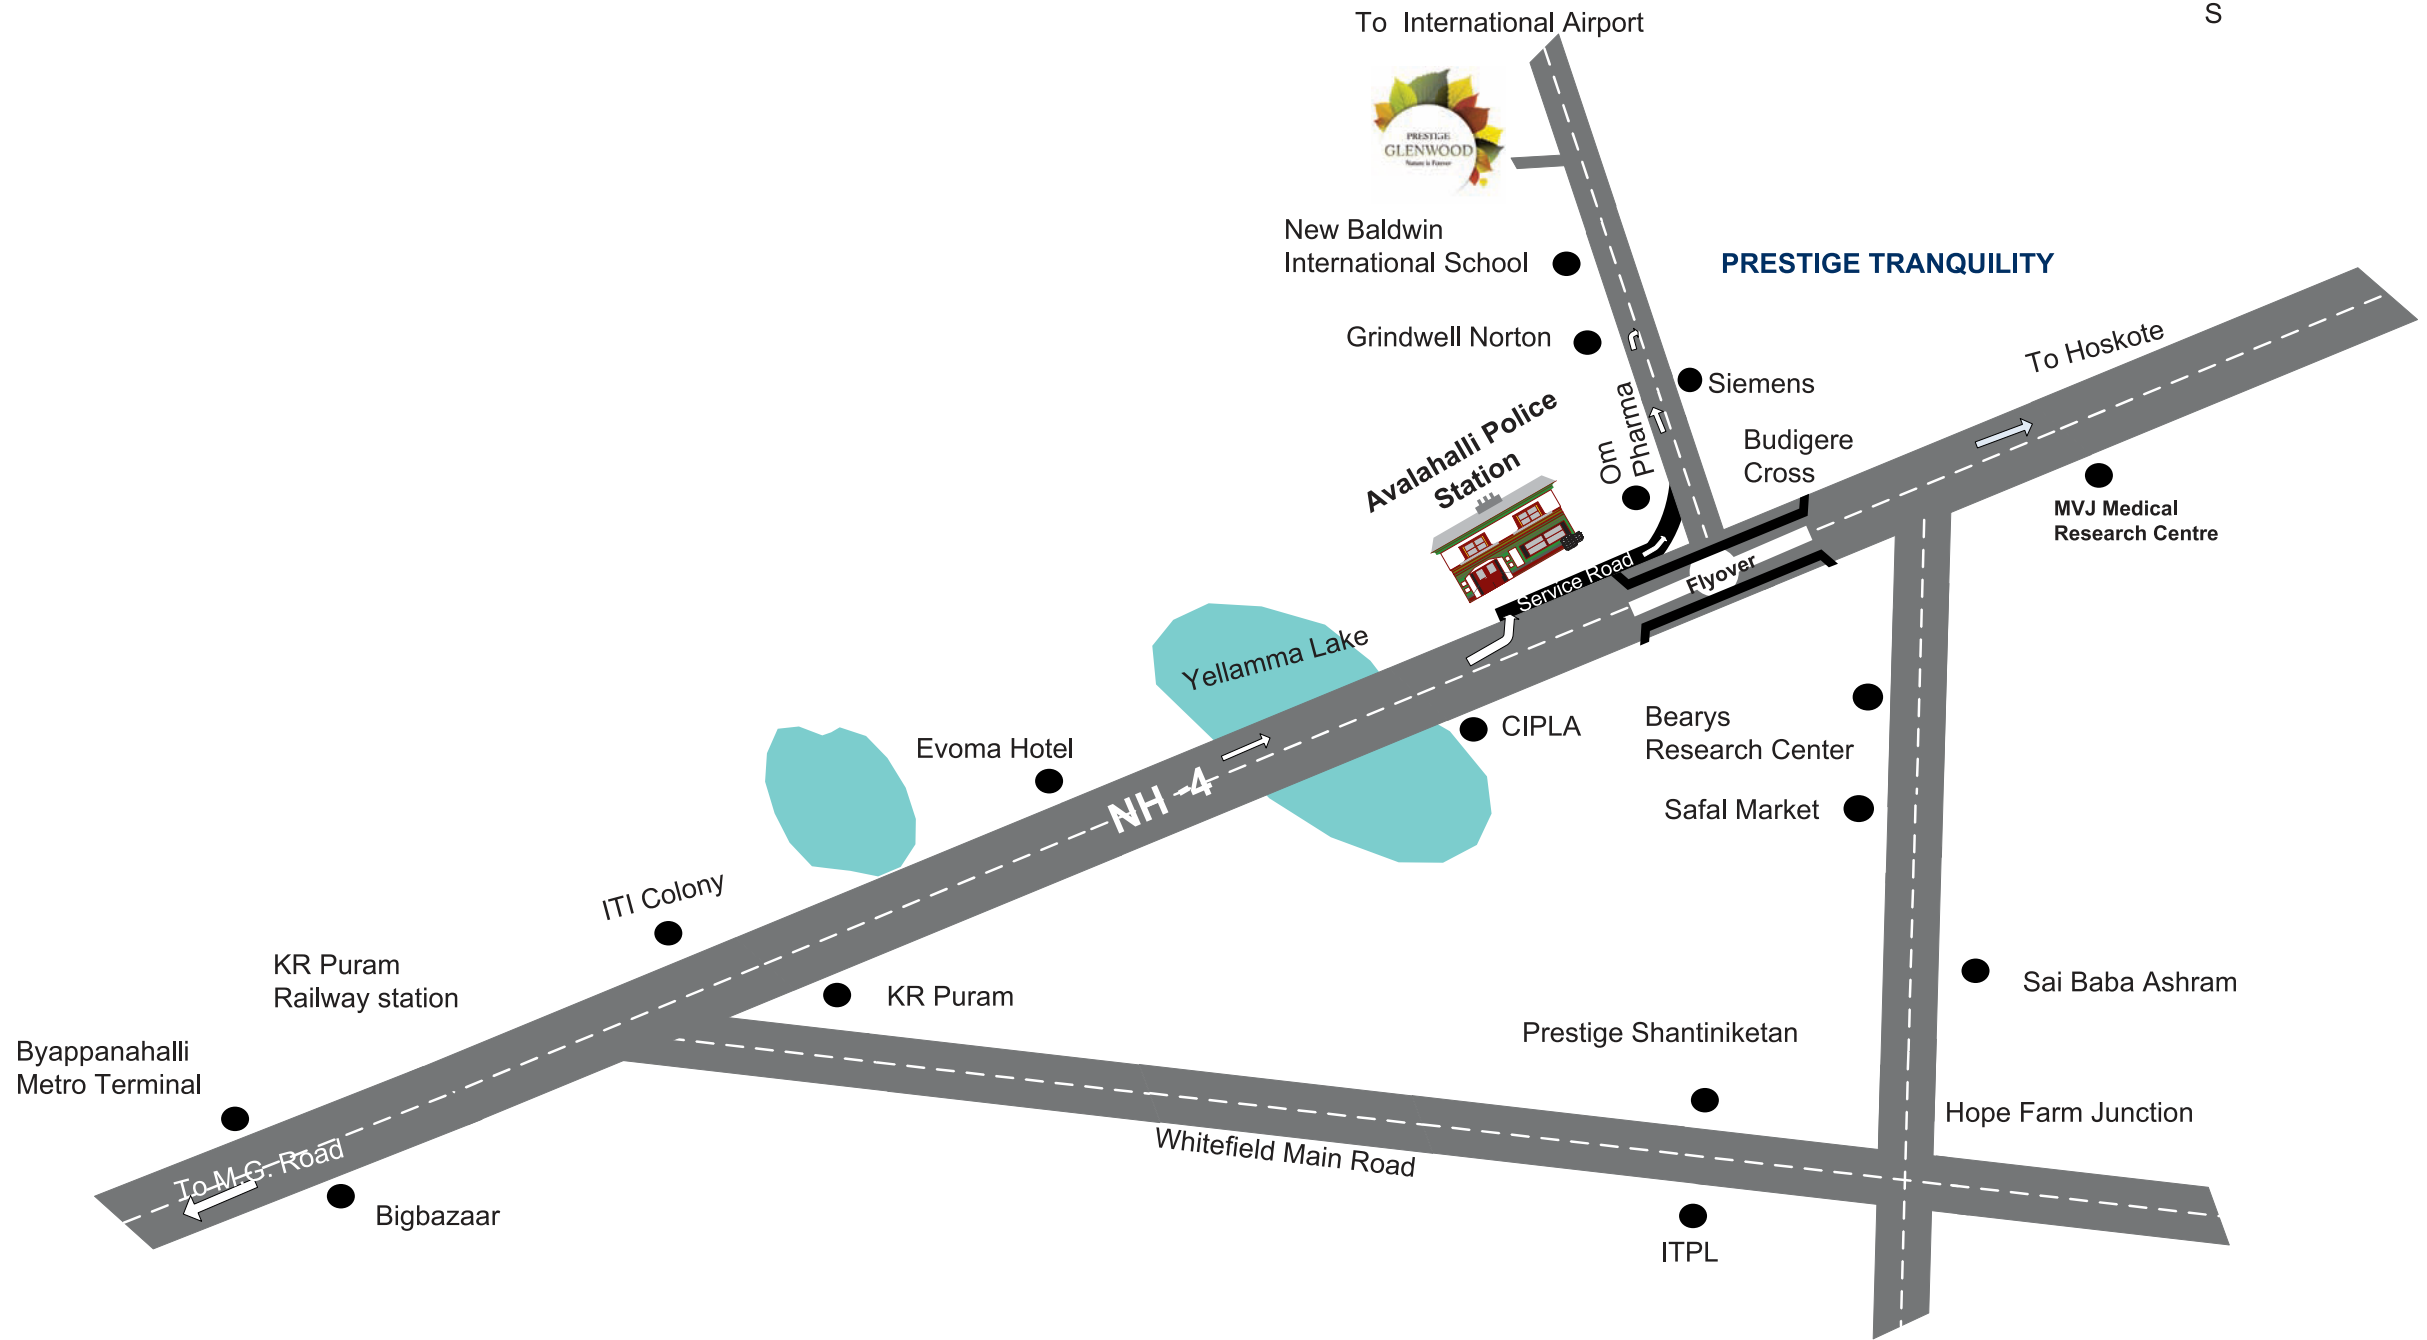 To International Airport
S
PRESTIGE
GLENWOOD
Nature is Forever
New Baldwin
International School
PRESTIGE TRANQUILITY
Grindwell Norton
To Hoskote
Siemens
Avalahalli Police
Station
Om
Pharma
Budigere
Cross
MVJ Medical
Research Centre
Service Road
Flyover
Yellamma Lake
CIPLA
Bearys
Research Center
Evoma Hotel
NH -4
Safal Market
ITI Colony
KR Puram
Railway station
KR Puram
Sai Baba Ashram
Prestige Shantiniketan
Byappanahalli
Metro Terminal
Hope Farm Junction
Whitefield Main Road
To M.G. Road
Bigbazaar
ITPL